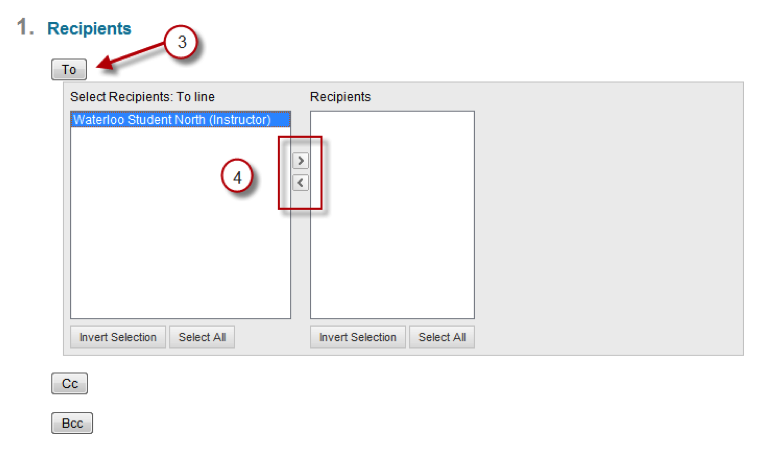 1. Recipients
3
To
Select Recipients: To line
Recipients
Waterloo Student North (Instructor)
>
4
<
Invert Selection
Select All
Invert Selection
Select All
Cc
Bcc